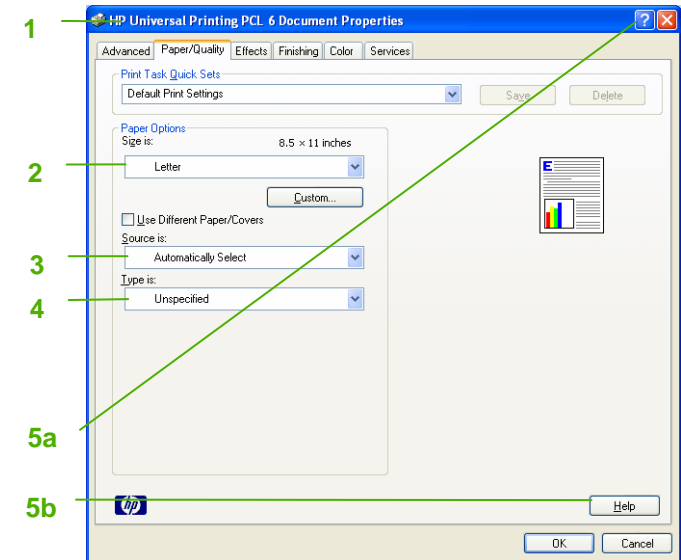 1
HP Universal Printing PCL 6 Document Properties
?
Advanced Paper/Quality Effects Finishing Color Services
Print Task Quick Sets
Default Print Settings Save Delete
Paper Options
Size is: 8.5 × 11 inches
2 Letter
Custom...
Use Different Paper/Covers
Source is:
3 Automatically Select
Type is:
4 Unspecified
E
5a
5b hp Help
OK Cancel